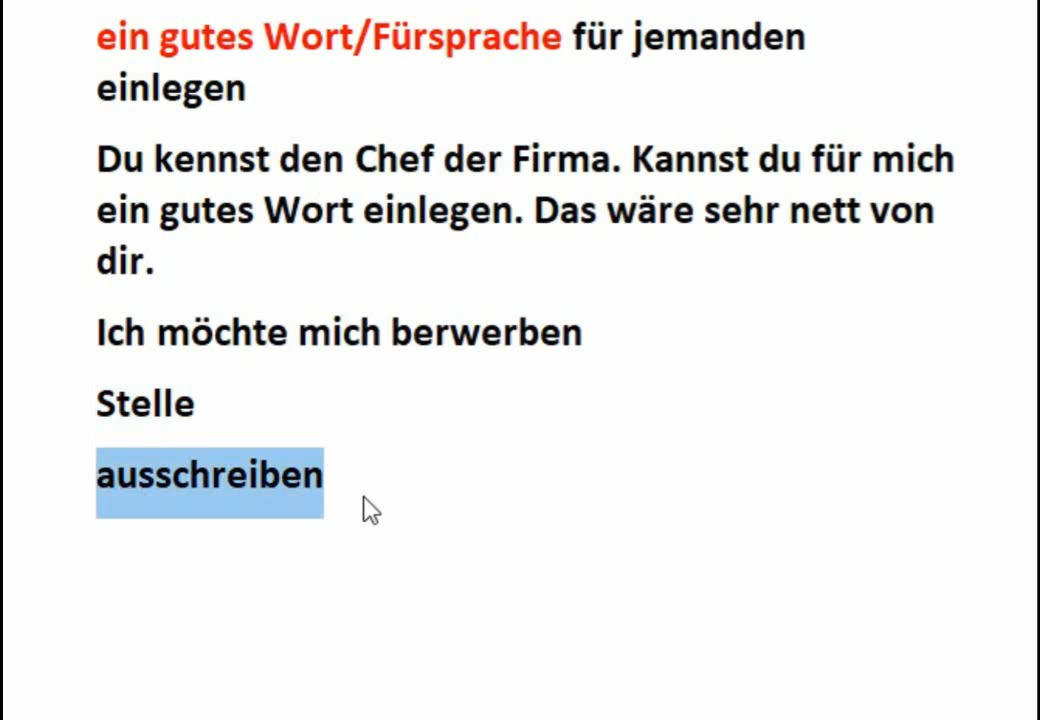 ein gutes Wort/Fürsprache für jemanden
einlegen
Du kennst den Chef der Firma. Kannst du für mich
ein gutes Wort einlegen. Das wäre sehr nett von
dir.
Ich möchte mich berwerben
Stelle
ausschreiben